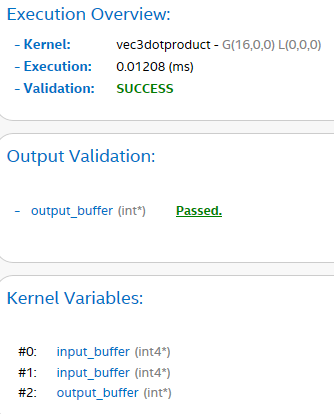 Execution Overview:
- Kernel: vec3dotproduct - G(16,0,0) L(0,0,0)
- Execution: 0.01208 (ms)
- Validation: SUCCESS
Output Validation:
- output_buffer (int*) Passed.
Kernel Variables:
#0: input_buffer (int4*)
#1: input_buffer (int4*)
#2: output_buffer (int*)